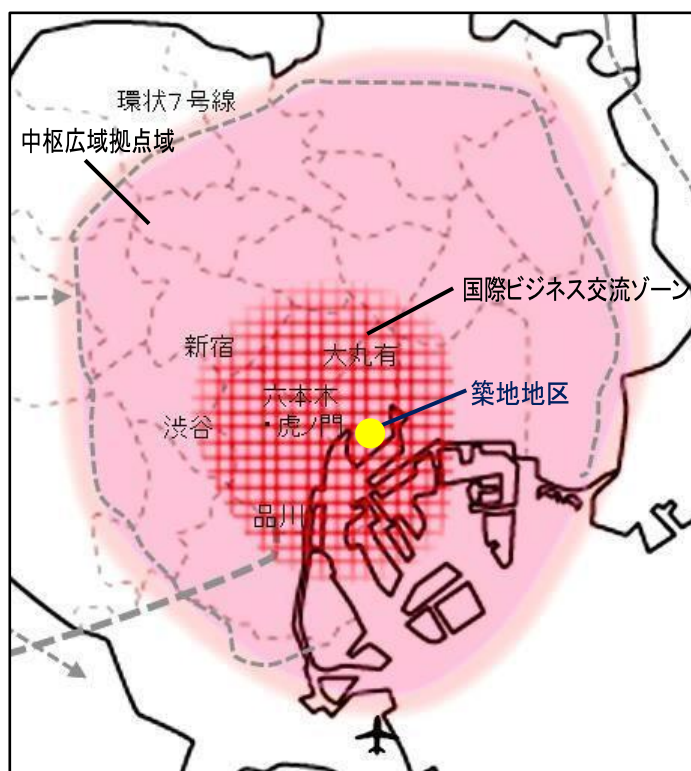 環状7号線
中枢広域拠点域
国際ビジネス交流ゾーン
新宿
大丸有
六本木
・虎ノ門
築地地区
渋谷
品川